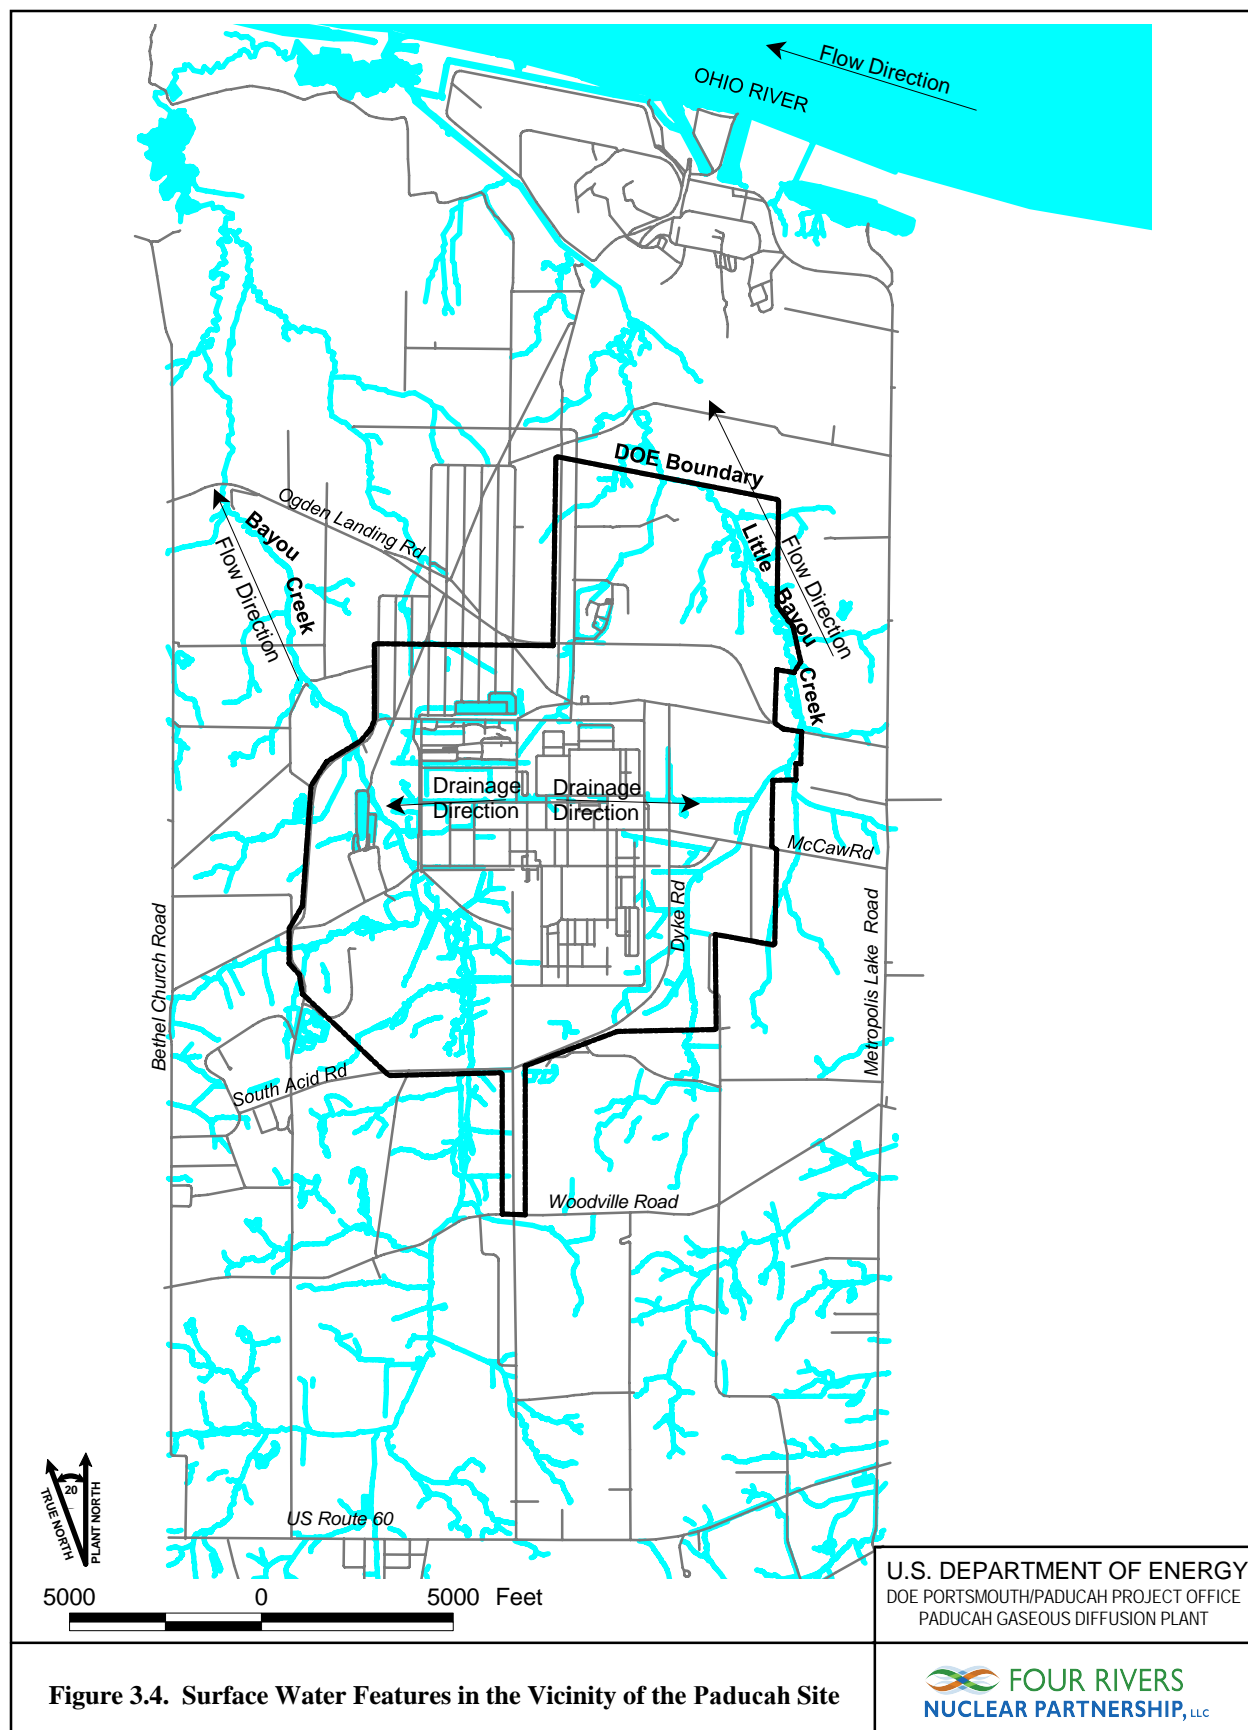 Flow Direction
OHIO RIVER
DOE Boundary
Ogden Landing Rd
Bayou Creek
Flow Direction
Little Bayou Creek
Flow Direction
Drainage
Direction
Drainage
Direction
McCawRd
Dyke Rd
Bethel Church Road
Metropolis Lake Road
South Acid Rd
Woodville Road
US Route 60
20
TRUE NORTH
PLANT NORTH
5000 0 5000 Feet
U.S. DEPARTMENT OF ENERGY
DOE PORTSMOUTH/PADUCAH PROJECT OFFICE
PADUCAH GASEOUS DIFFUSION PLANT
Figure 3.4. Surface Water Features in the Vicinity of the Paducah Site
FOUR RIVERS
NUCLEAR PARTNERSHIP, LLC